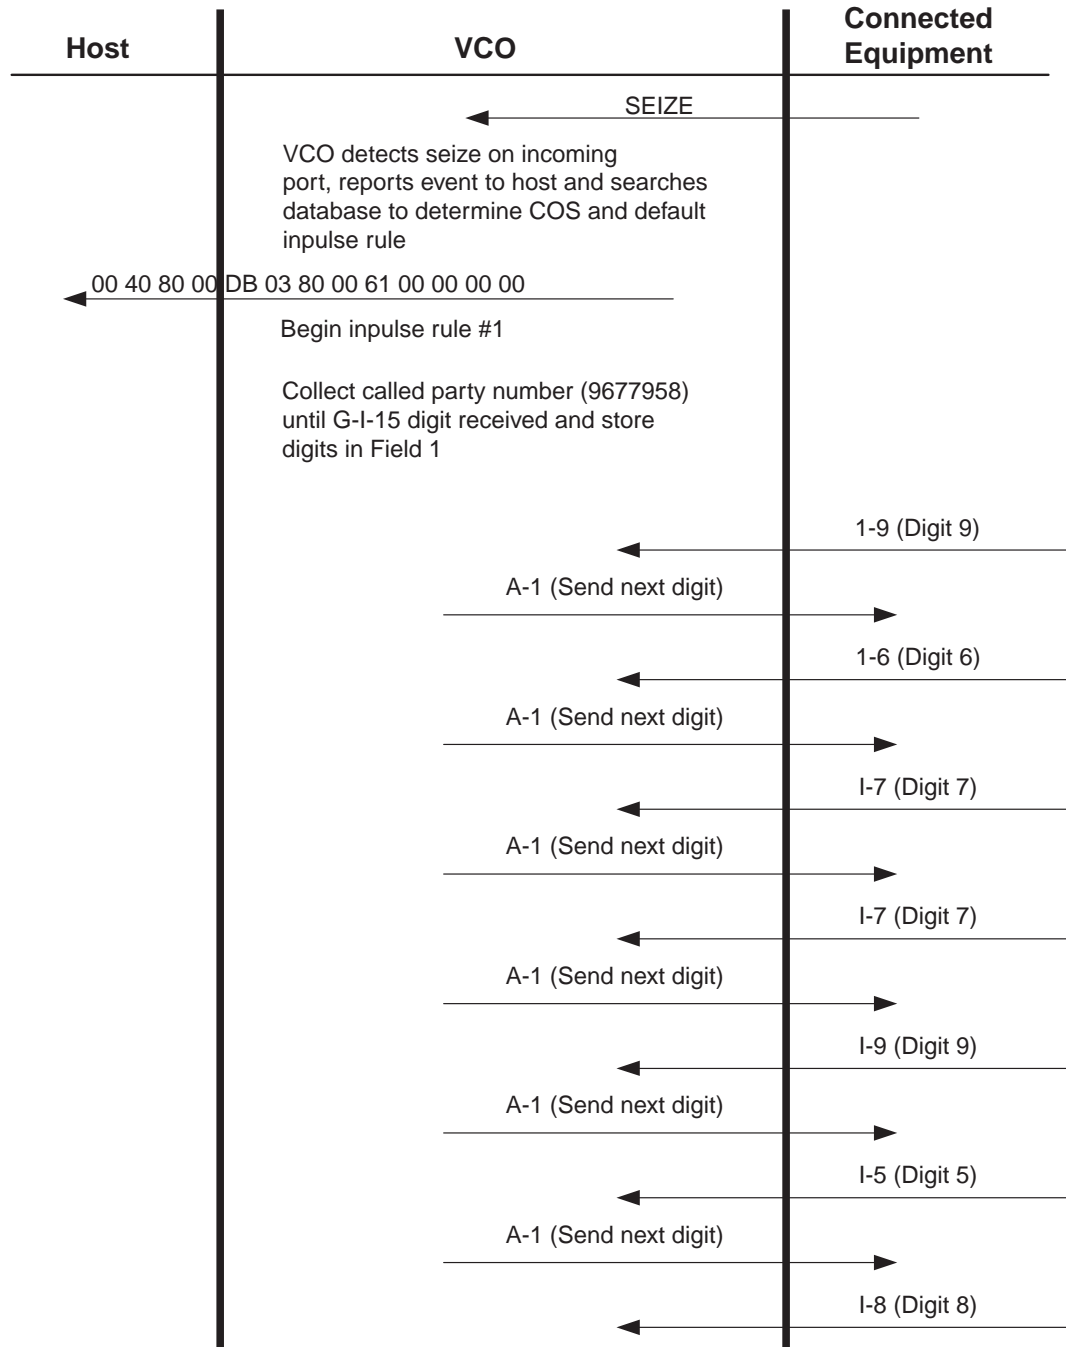 Host
VCO
Connected
Equipment
SEIZE
VCO detects seize on incoming
port, reports event to host and searches
database to determine COS and default
inpulse rule
00 40 80 00 DB 03 80 00 61 00 00 00 00
Begin inpulse rule #1
Collect called party number (9677958)
until G-I-15 digit received and store
digits in Field 1
1-9 (Digit 9)
A-1 (Send next digit)
1-6 (Digit 6)
A-1 (Send next digit)
I-7 (Digit 7)
A-1 (Send next digit)
I-7 (Digit 7)
A-1 (Send next digit)
I-9 (Digit 9)
A-1 (Send next digit)
I-5 (Digit 5)
A-1 (Send next digit)
I-8 (Digit 8)